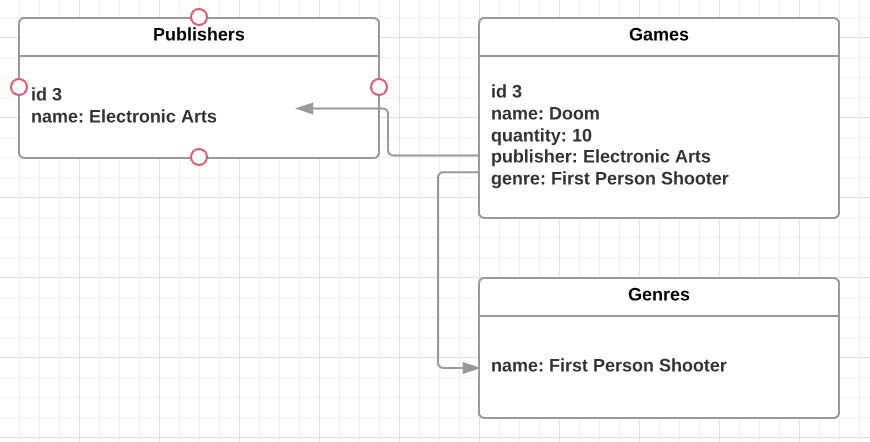 Publishers
id 3
name: Electronic Arts
Games
id 3
name: Doom
quantity: 10
publisher: Electronic Arts
genre: First Person Shooter
Genres
name: First Person Shooter